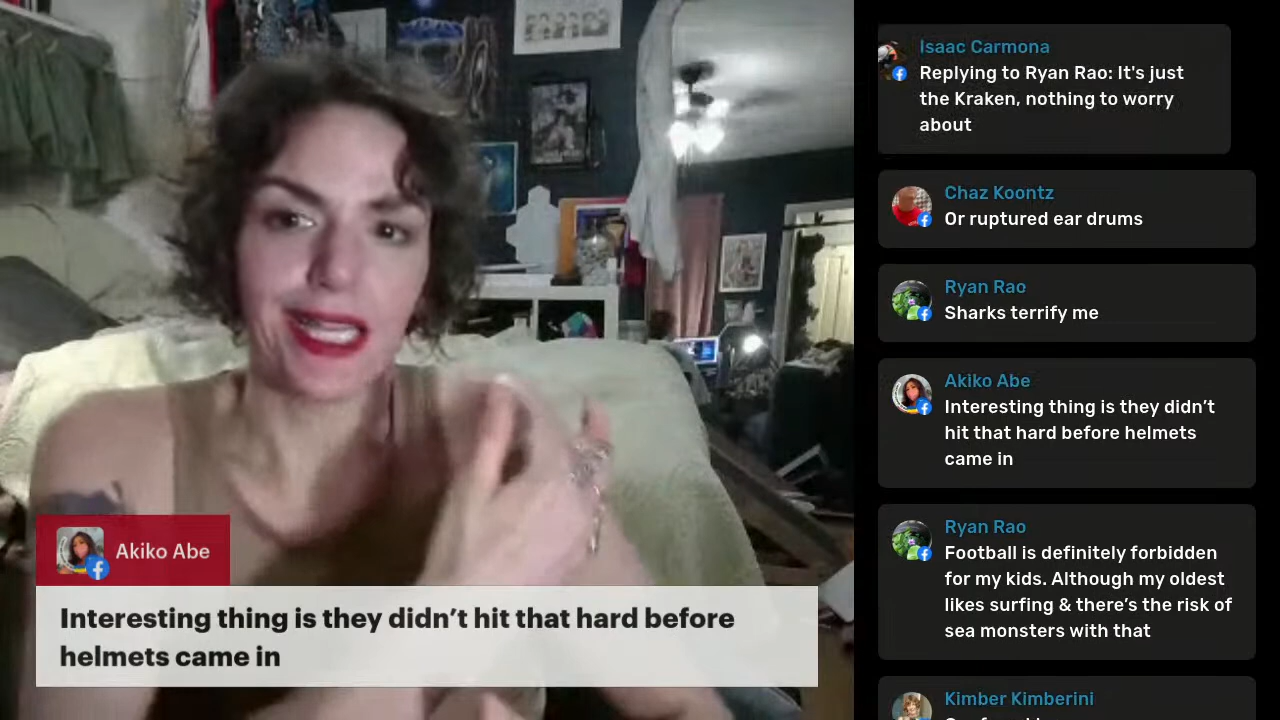 Isaac Carmona
Replying to Ryan Rao: It's just
the Kraken, nothing to worry
about
Chaz Koontz
Or ruptured ear drums
Ryan Rao
Sharks terrify me
Akiko Abe
Interesting thing is they didn’t
hit that hard before helmets
came in
Ryan Rao
Football is definitely forbidden
for my kids. Although my oldest
likes surfing & there’s the risk of
sea monsters with that
Kimber Kimberini
Akiko Abe
Interesting thing is they didn’t hit that hard before
helmets came in